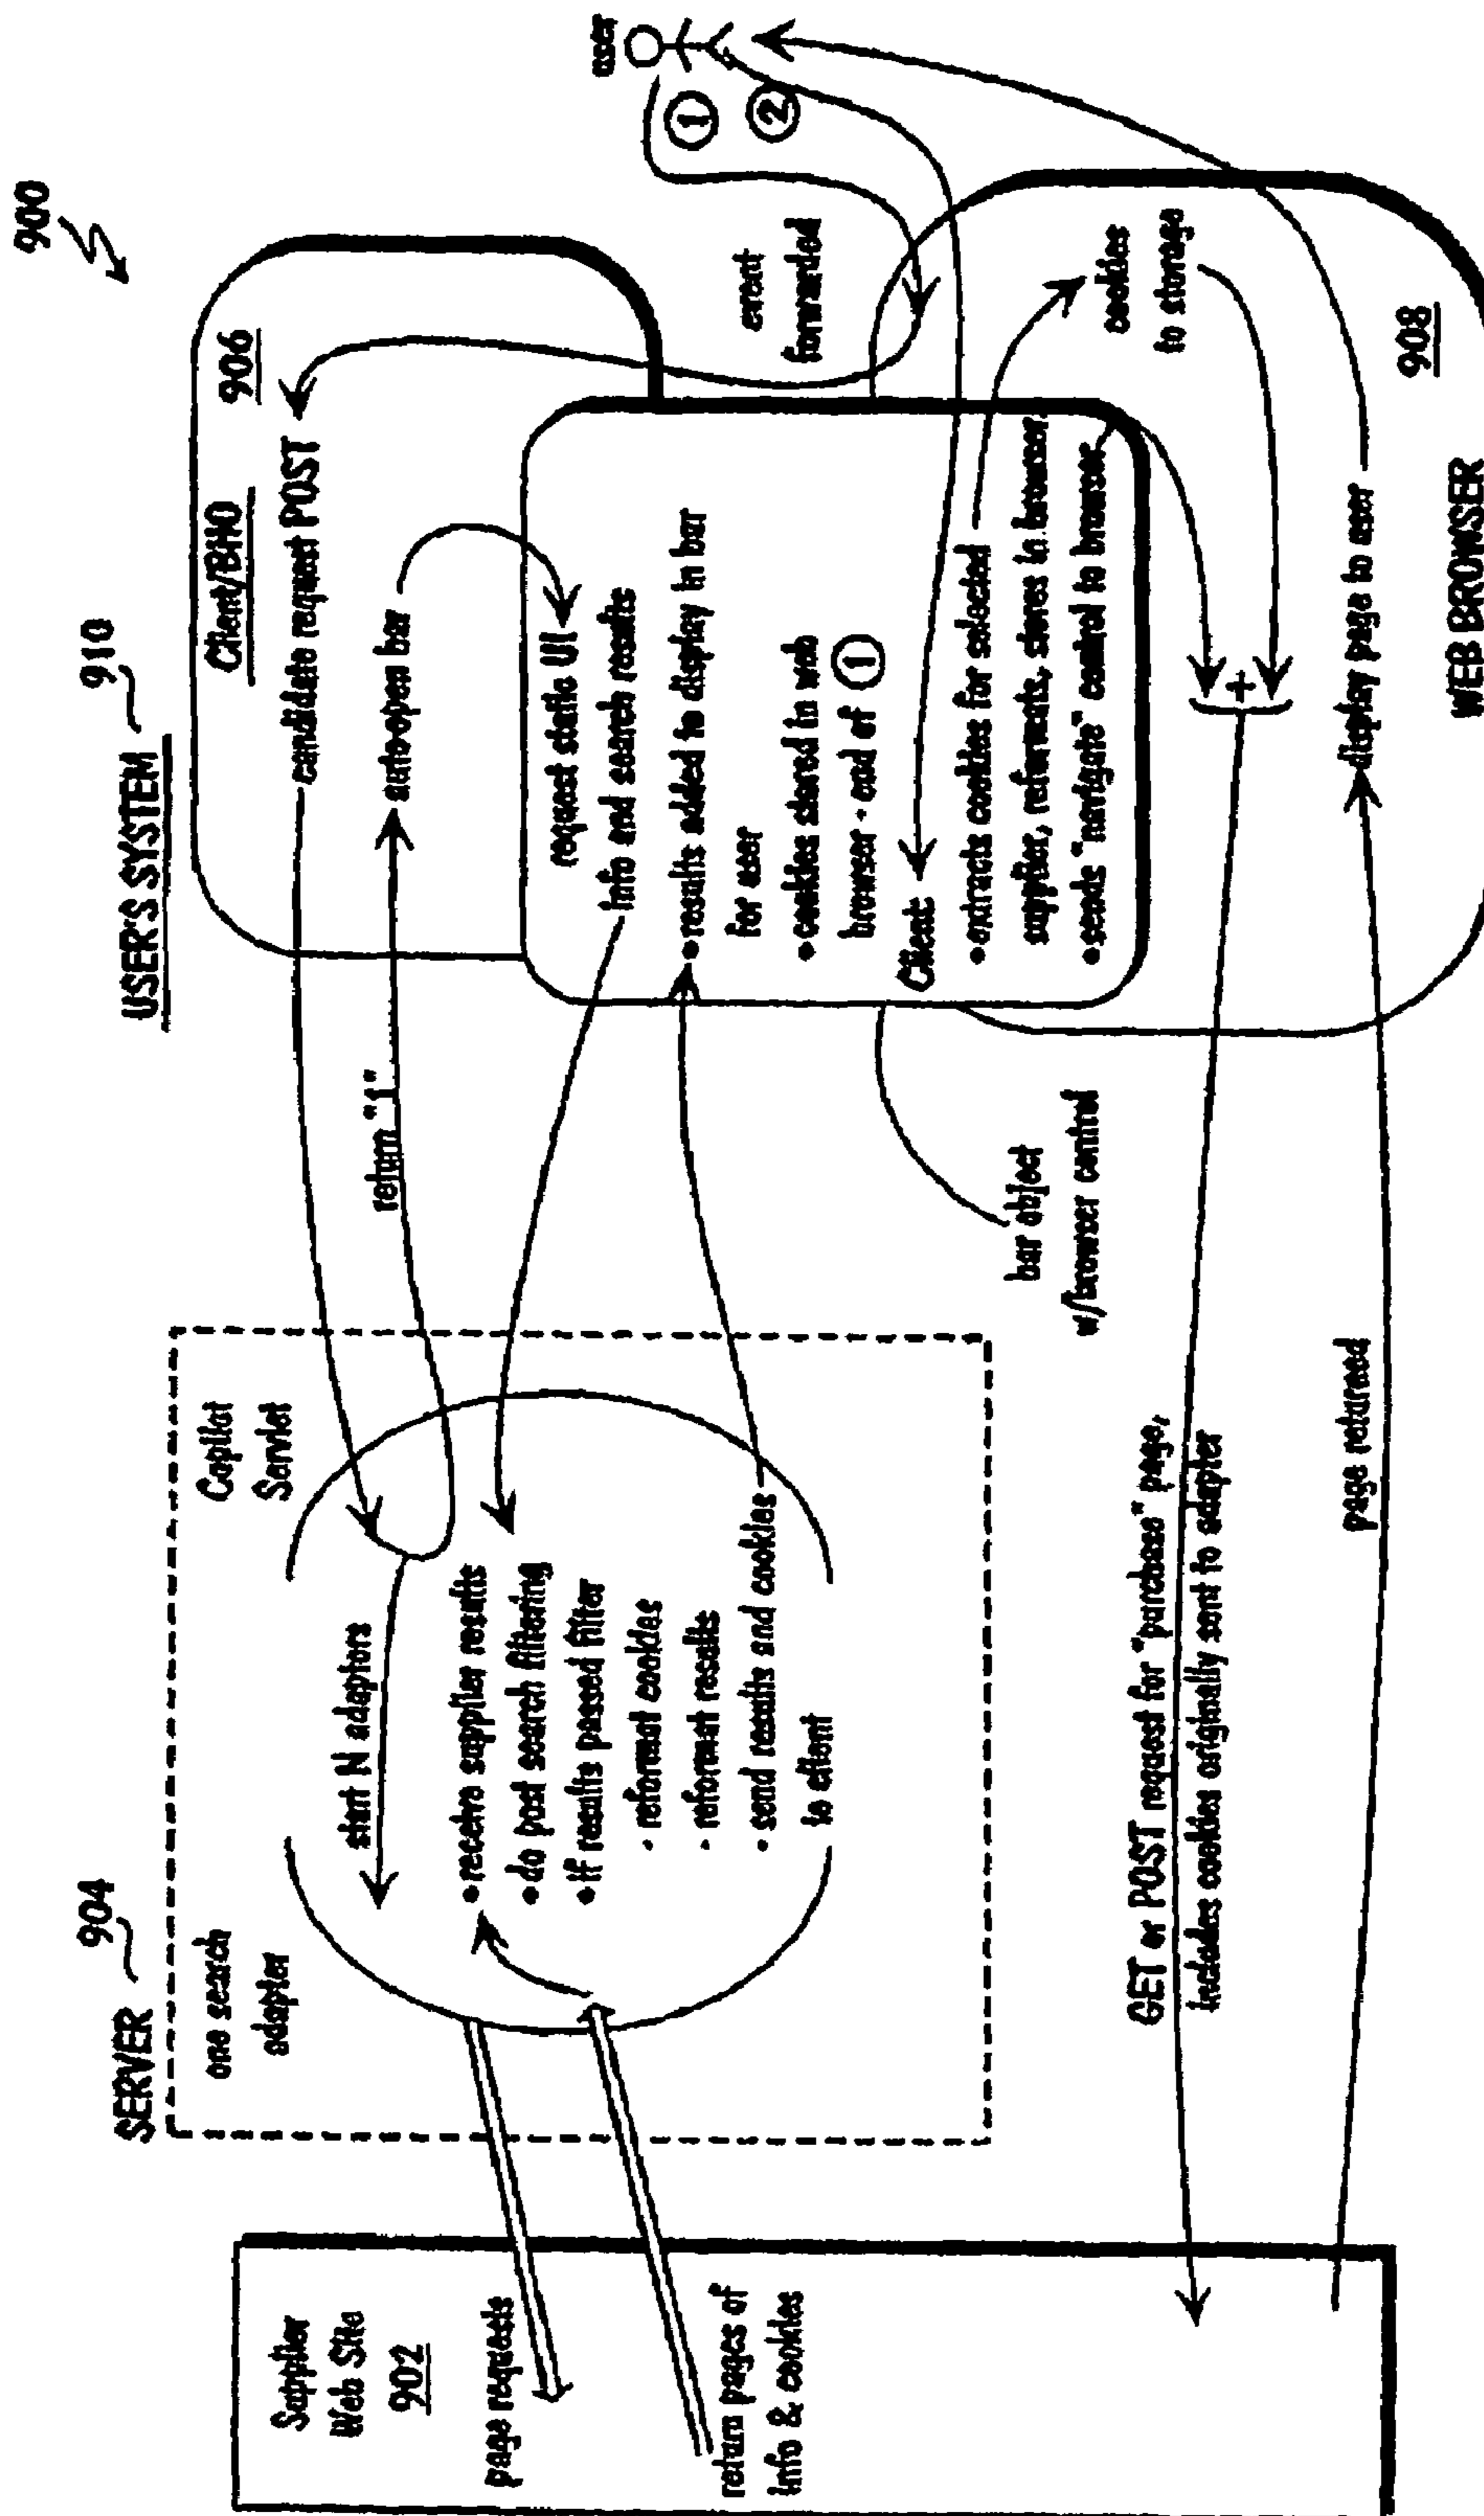 900
SERVER
904
USER'S SYSTEM
910
Supplier
Web Site
902
page requests
return pages of
info & cookies
one search
adapter
Copilot
Servlet
start N adaptors
• receive supplier results
• do post search filtering
• if results passed filter
· reformat cookies
· reformat results
· send results and cookies
to client
return "1"
Client/BHO
906
candidate request POST
autoopen bar
request static UI
info and search results
• results added to display in bar
for user
• cookies stored in web
browser - end of ①
Client:
• extracts cookies for selected
supplier, reformats, stores in browser.
• sends "navigate" control to browser
bar object
w/browser control
event
forwarded
user
①
②
cookies
to storage
908
+
GET or POST request for "purchase" page,
includes cookies originally sent to adapter
page returned
display page to user
WEB BROWSER